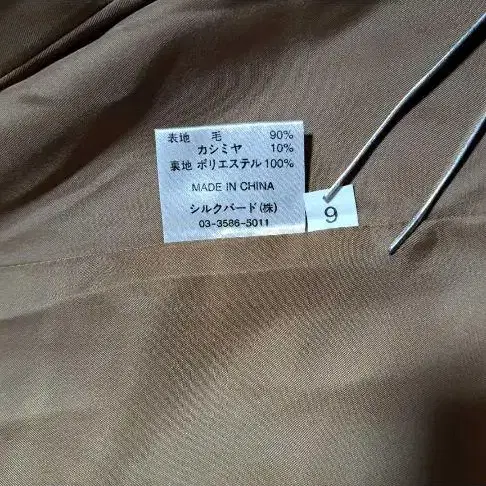 表地 毛 90%
カシミヤ 10%
裏地 ポリエステル 100%
MADE IN CHINA
シルクバード(株)
03-3586-5011
9